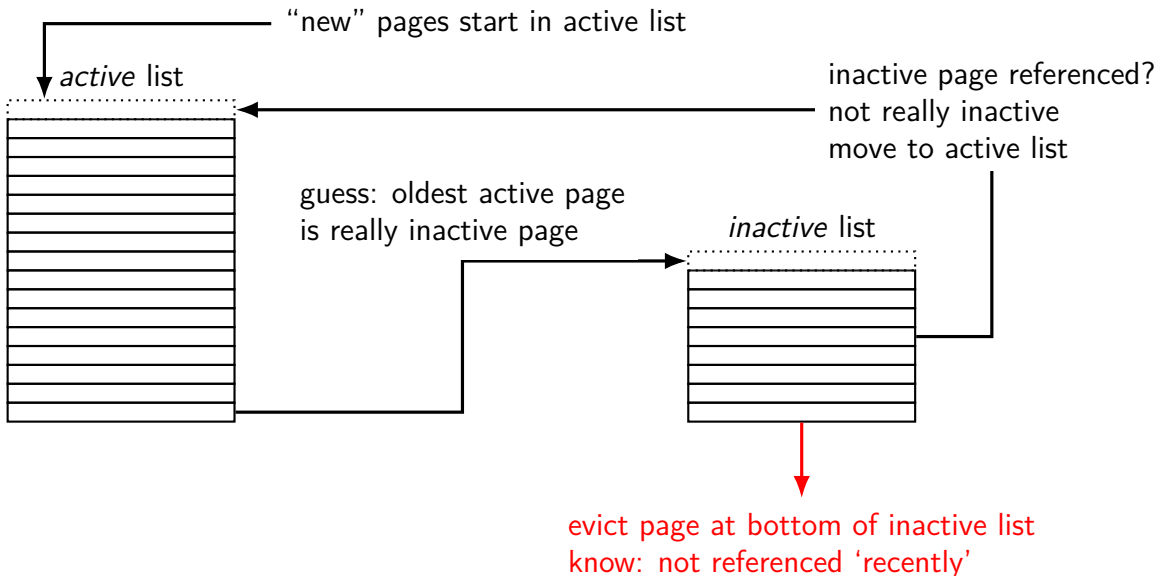 “new” pages start in active list
active list
inactive page referenced?
not really inactive
move to active list
guess: oldest active page
is really inactive page
inactive list
evict page at bottom of inactive list
know: not referenced ‘recently’